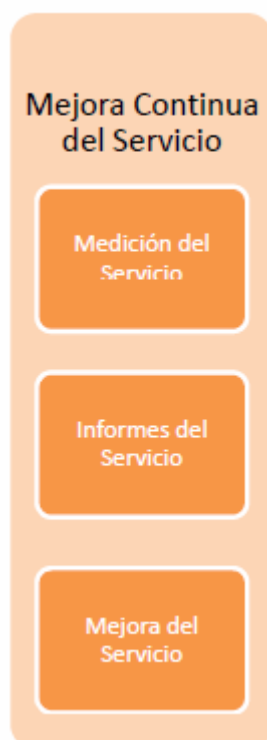 Mejora Continua
del Servicio
Medición del
Servicio
Informes del
Servicio
Mejora del
Servicio